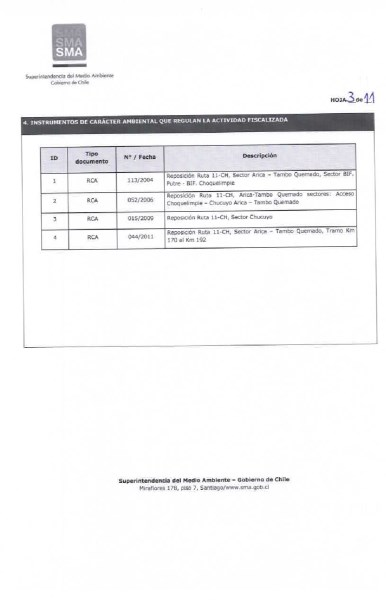 SMA
SMA
SMA
Superintendencia del Medio Ambiente
Gobierno de Chile
HOJA 3 de 11
4. INSTRUMENTOS DE CARÁCTER AMBIENTAL QUE REGULAN LA ACTIVIDAD FISCALIZADA
ID
Tipo documento
N° / Fecha
Descripción
1
RCA
113/2004
Reposición Ruta 11-CH, Sector Arica – Tambo Quemado, Sector BIF.
Putre - BIF. Choquelimpie
2
RCA
052/2006
Reposición Ruta 11-CH, Arica-Tambo Quemado sectores: Acceso
Choquelimpie – Chucuyo Arica – Tambo Quemado
3
RCA
015/2009
Reposición Ruta 11-CH, Sector Chucuyo
4
RCA
044/2011
Reposición Ruta 11-CH, Sector Arica – Tambo Quemado, Tramo Km
170 al Km 192
Superintendencia del Medio Ambiente – Gobierno de Chile
Miraflores 178, piso 7, Santiago/www.sma.gob.cl